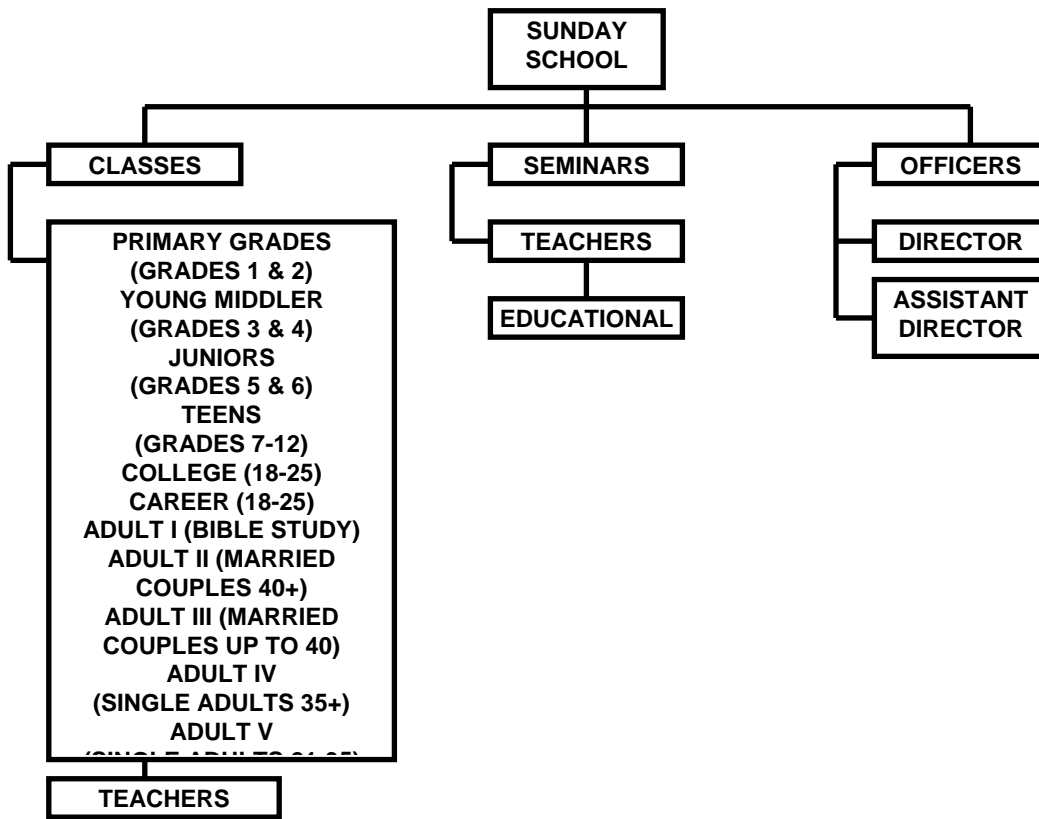 SUNDAY
SCHOOL
CLASSES
PRIMARY GRADES
(GRADES 1 & 2)
YOUNG MIDDLER
(GRADES 3 & 4)
JUNIORS
(GRADES 5 & 6)
TEENS
(GRADES 7-12)
COLLEGE (18-25)
CAREER (18-25)
ADULT I (BIBLE STUDY)
ADULT II (MARRIED
COUPLES 40+)
ADULT III (MARRIED
COUPLES UP TO 40)
ADULT IV
(SINGLE ADULTS 35+)
ADULT V
(SINGLE ADULTS
TEACHERS
SEMINARS
TEACHERS
EDUCATIONAL
OFFICERS
DIRECTOR
ASSISTANT
DIRECTOR